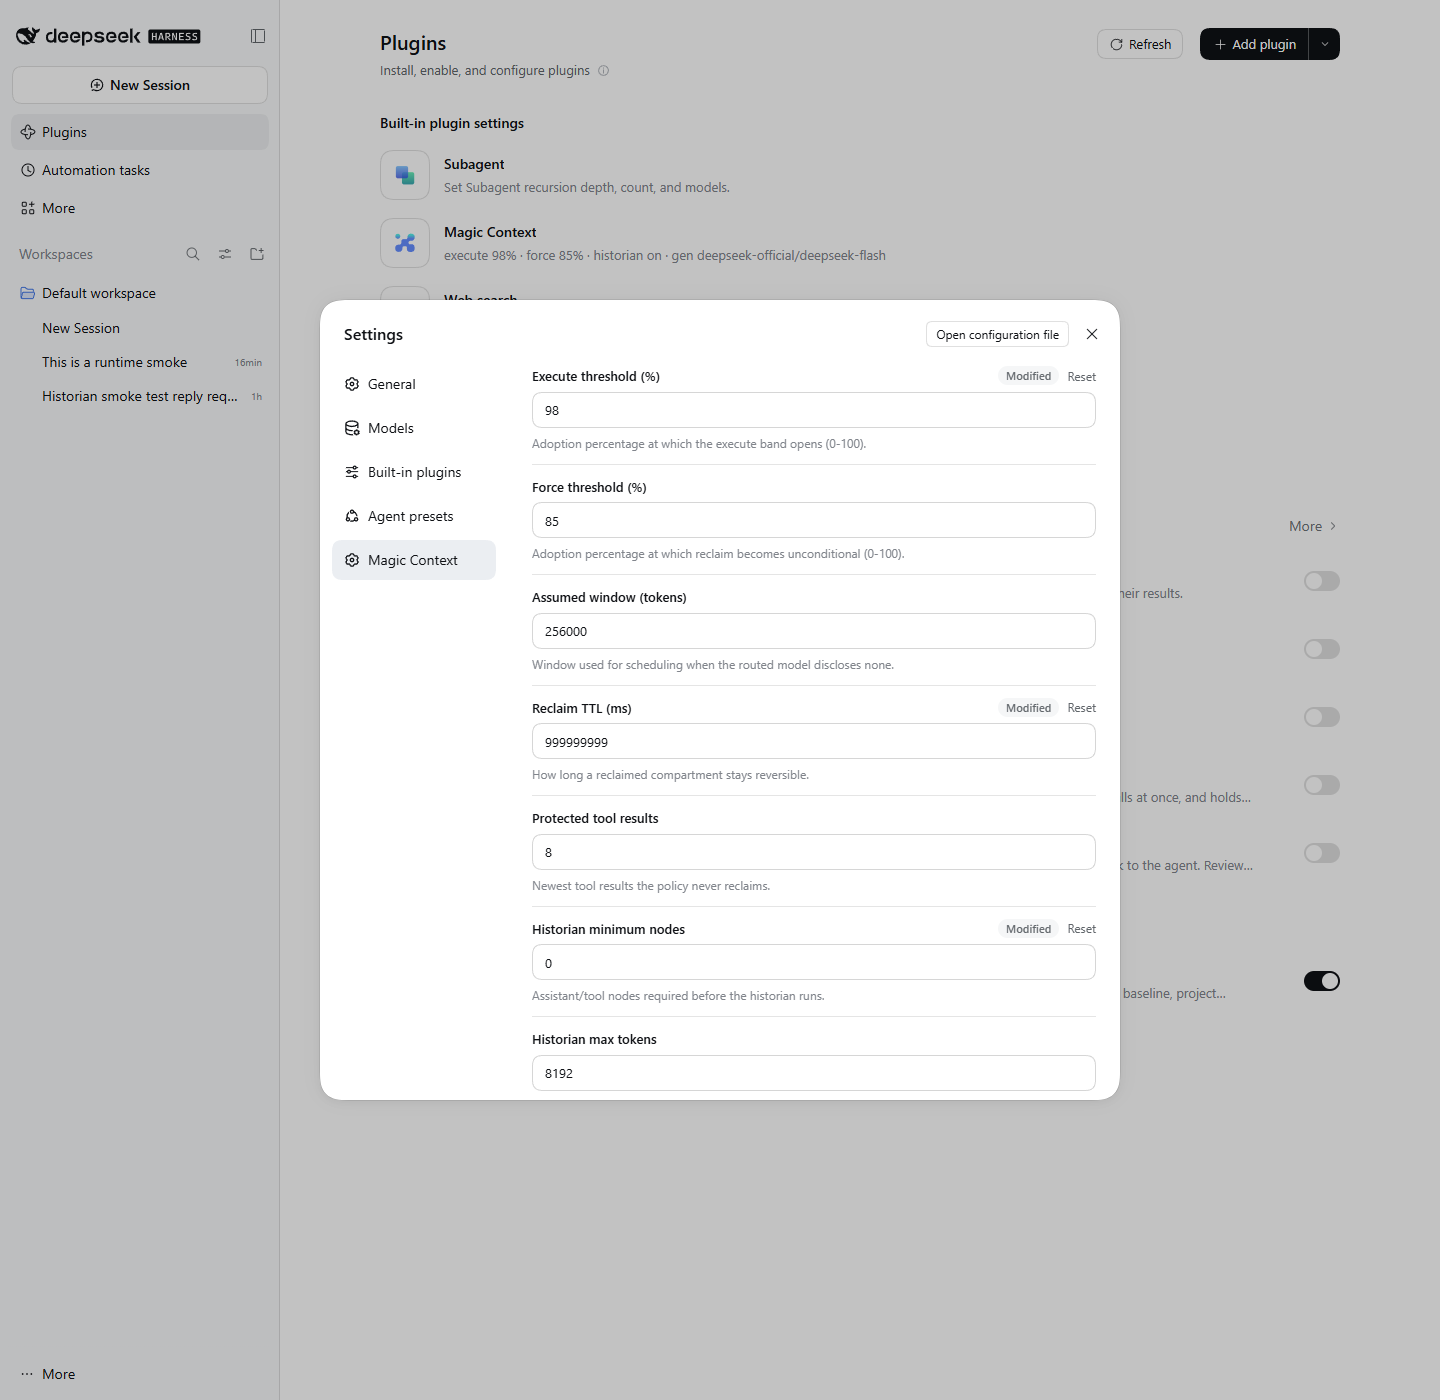 deepseek HARNESS
New Session
Plugins
Automation tasks
More
Workspaces
Default workspace
New Session
This is a runtime smoke 16min
Historian smoke test reply req... 1h
More
Plugins
Install, enable, and configure plugins
Refresh
Add plugin
Built-in plugin settings
Subagent
Set Subagent recursion depth, count, and models.
Magic Context
execute 98% · force 85% · historian on · gen deepseek-official/deepseek-flash
Web search
Settings
Open configuration file
General
Models
Built-in plugins
Agent presets
Magic Context
Execute threshold (%) Modified Reset
98
Adoption percentage at which the execute band opens (0-100).
Force threshold (%)
85
Adoption percentage at which reclaim becomes unconditional (0-100).
Assumed window (tokens)
256000
Window used for scheduling when the routed model discloses none.
Reclaim TTL (ms) Modified Reset
999999999
How long a reclaimed compartment stays reversible.
Protected tool results
8
Newest tool results the policy never reclaims.
Historian minimum nodes Modified Reset
0
Assistant/tool nodes required before the historian runs.
Historian max tokens
8192
More
results.
at once, and holds...
to the agent. Review...
baseline, project...